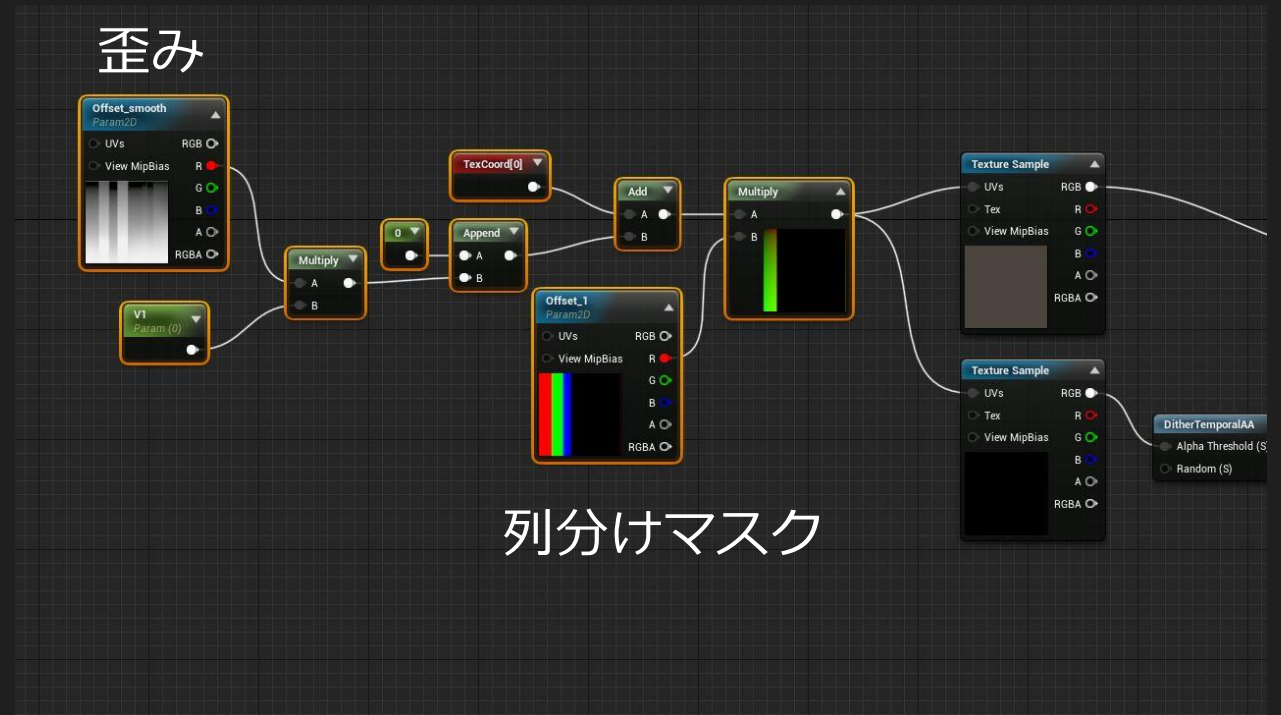 歪み
Offset_smooth
Param2D
UVs
RGB
View MipBias
R
G
B
A
RGBA
V1
Param (0)
Multiply
A
B
0
TexCoord[0]
Append
A
B
Add
A
B
Offset_1
Param2D
UVs
RGB
View MipBias
R
G
B
A
RGBA
Multiply
A
B
列分けマスク
Texture Sample
UVs
RGB
Tex
R
View MipBias
G
B
A
RGBA
Texture Sample
UVs
RGB
Tex
R
View MipBias
G
B
A
RGBA
DitherTemporalAA
Alpha Threshold (S
Random (S)